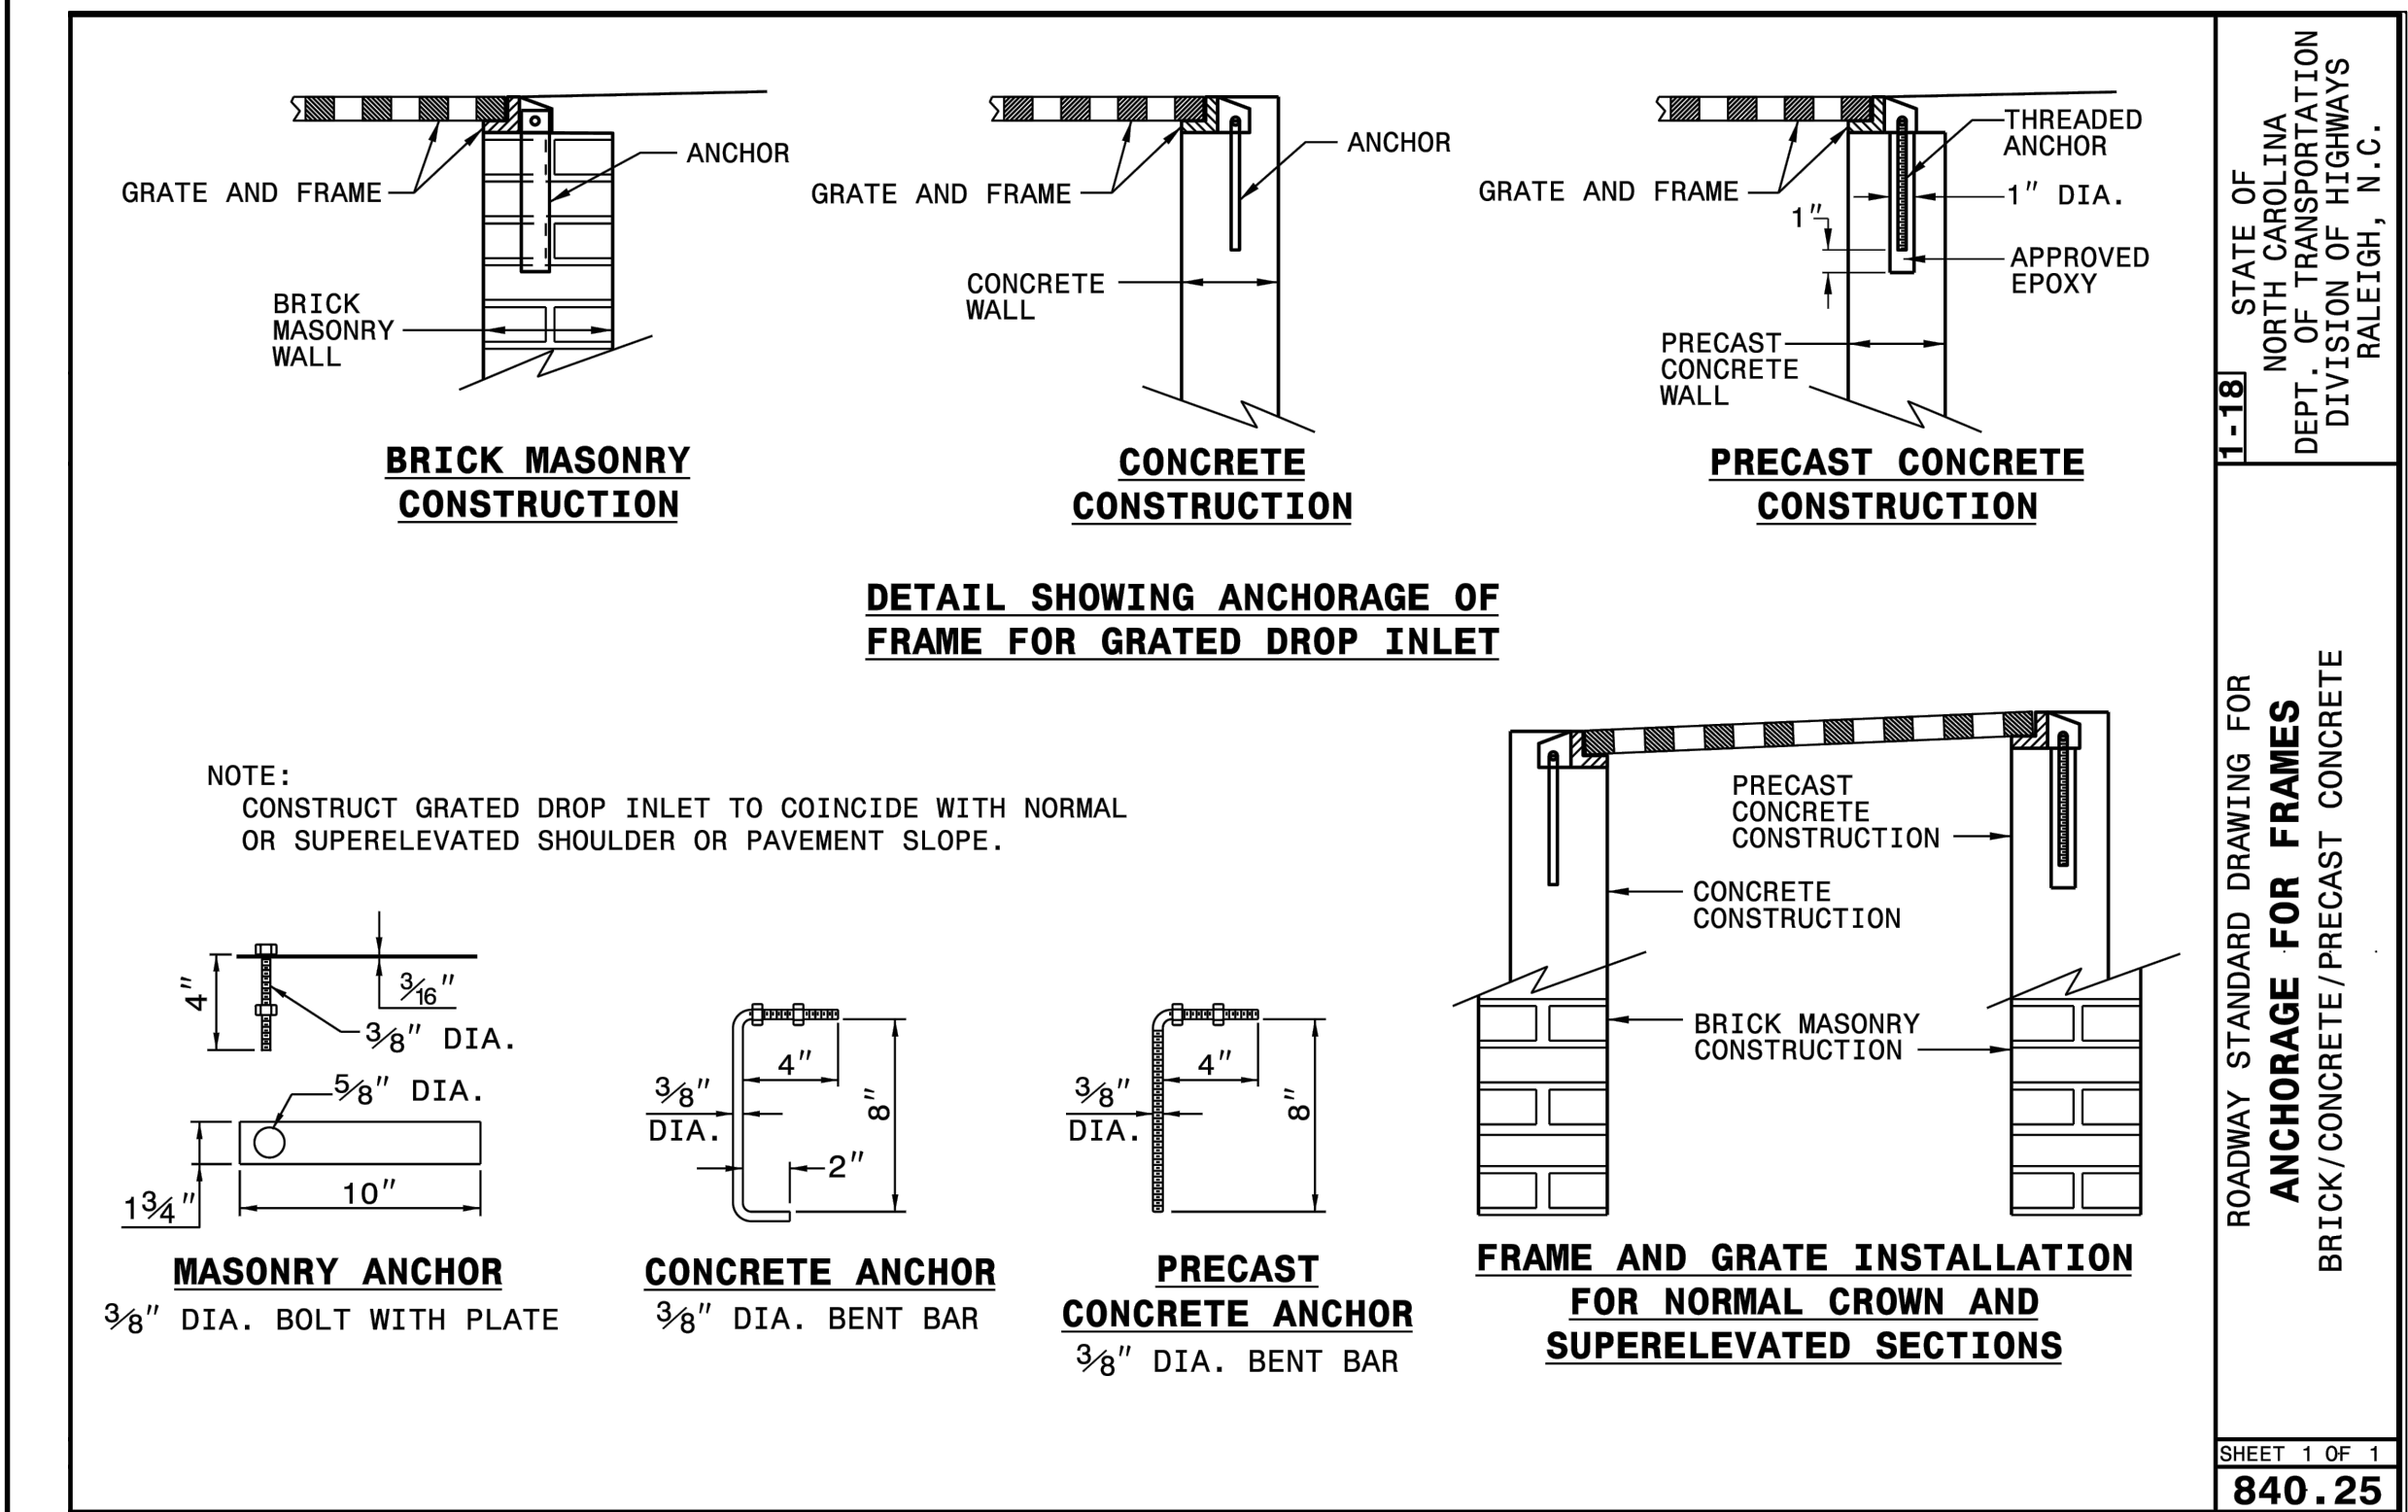 GRATE AND FRAME
ANCHOR
BRICK
MASONRY
WALL
BRICK MASONRY
CONSTRUCTION
GRATE AND FRAME
ANCHOR
CONCRETE
WALL
CONCRETE
CONSTRUCTION
GRATE AND FRAME
THREADED
ANCHOR
1" DIA.
1"
APPROVED
EPOXY
PRECAST
CONCRETE
WALL
PRECAST CONCRETE
CONSTRUCTION
DETAIL SHOWING ANCHORAGE OF
FRAME FOR GRATED DROP INLET
NOTE:
CONSTRUCT GRATED DROP INLET TO COINCIDE WITH NORMAL
OR SUPERELEVATED SHOULDER OR PAVEMENT SLOPE.
4"
3/16"
3/8" DIA.
5/8" DIA.
1 3/4"
10"
MASONRY ANCHOR
3/8" DIA. BOLT WITH PLATE
4"
3/8"
DIA.
8"
2"
CONCRETE ANCHOR
3/8" DIA. BENT BAR
4"
3/8"
DIA.
8"
PRECAST
CONCRETE ANCHOR
3/8" DIA. BENT BAR
PRECAST
CONCRETE
CONSTRUCTION
CONCRETE
CONSTRUCTION
BRICK MASONRY
CONSTRUCTION
FRAME AND GRATE INSTALLATION
FOR NORMAL CROWN AND
SUPERELEVATED SECTIONS
1-18
STATE OF
NORTH CAROLINA
DEPT. OF TRANSPORTATION
DIVISION OF HIGHWAYS
RALEIGH, N.C.
ROADWAY STANDARD DRAWING FOR
ANCHORAGE FOR FRAMES
BRICK/CONCRETE/PRECAST CONCRETE
SHEET 1 OF 1
840.25